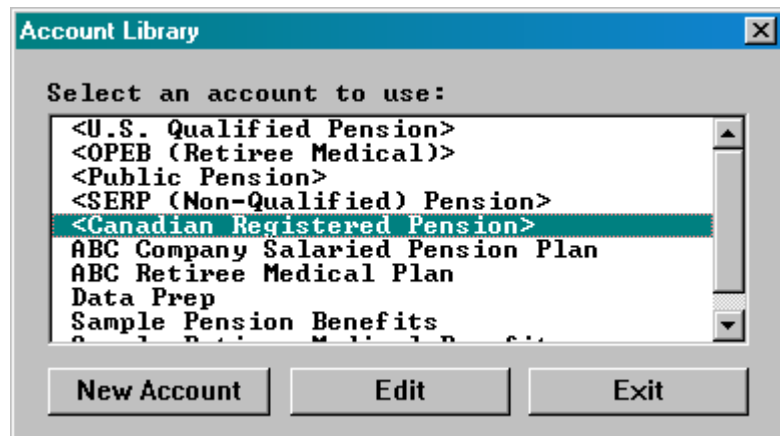 Account Library
Select an account to use:
<U.S. Qualified Pension>
<OPEB (Retiree Medical)>
<Public Pension>
<SERP (Non-Qualified) Pension>
<Canadian Registered Pension>
ABC Company Salaried Pension Plan
ABC Retiree Medical Plan
Data Prep
Sample Pension Benefits
New Account Edit Exit